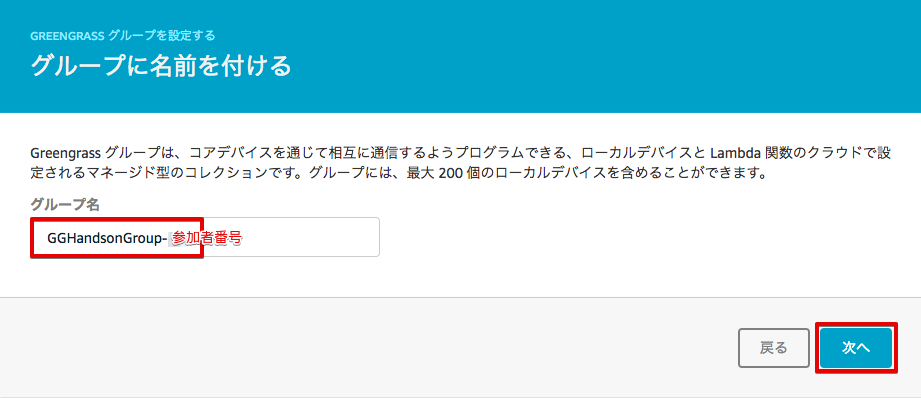 GREENGRASS グループを設定する
グループに名前を付ける
Greengrass グループは、コアデバイスを通じて相互に通信するようプログラムできる、ローカルデバイスと Lambda 関数のクラウドで設
定されるマネージド型のコレクションです。グループには、最大 200 個のローカルデバイスを含めることができます。
グループ名
GGHandsonGroup- 参加者番号
戻る 次へ